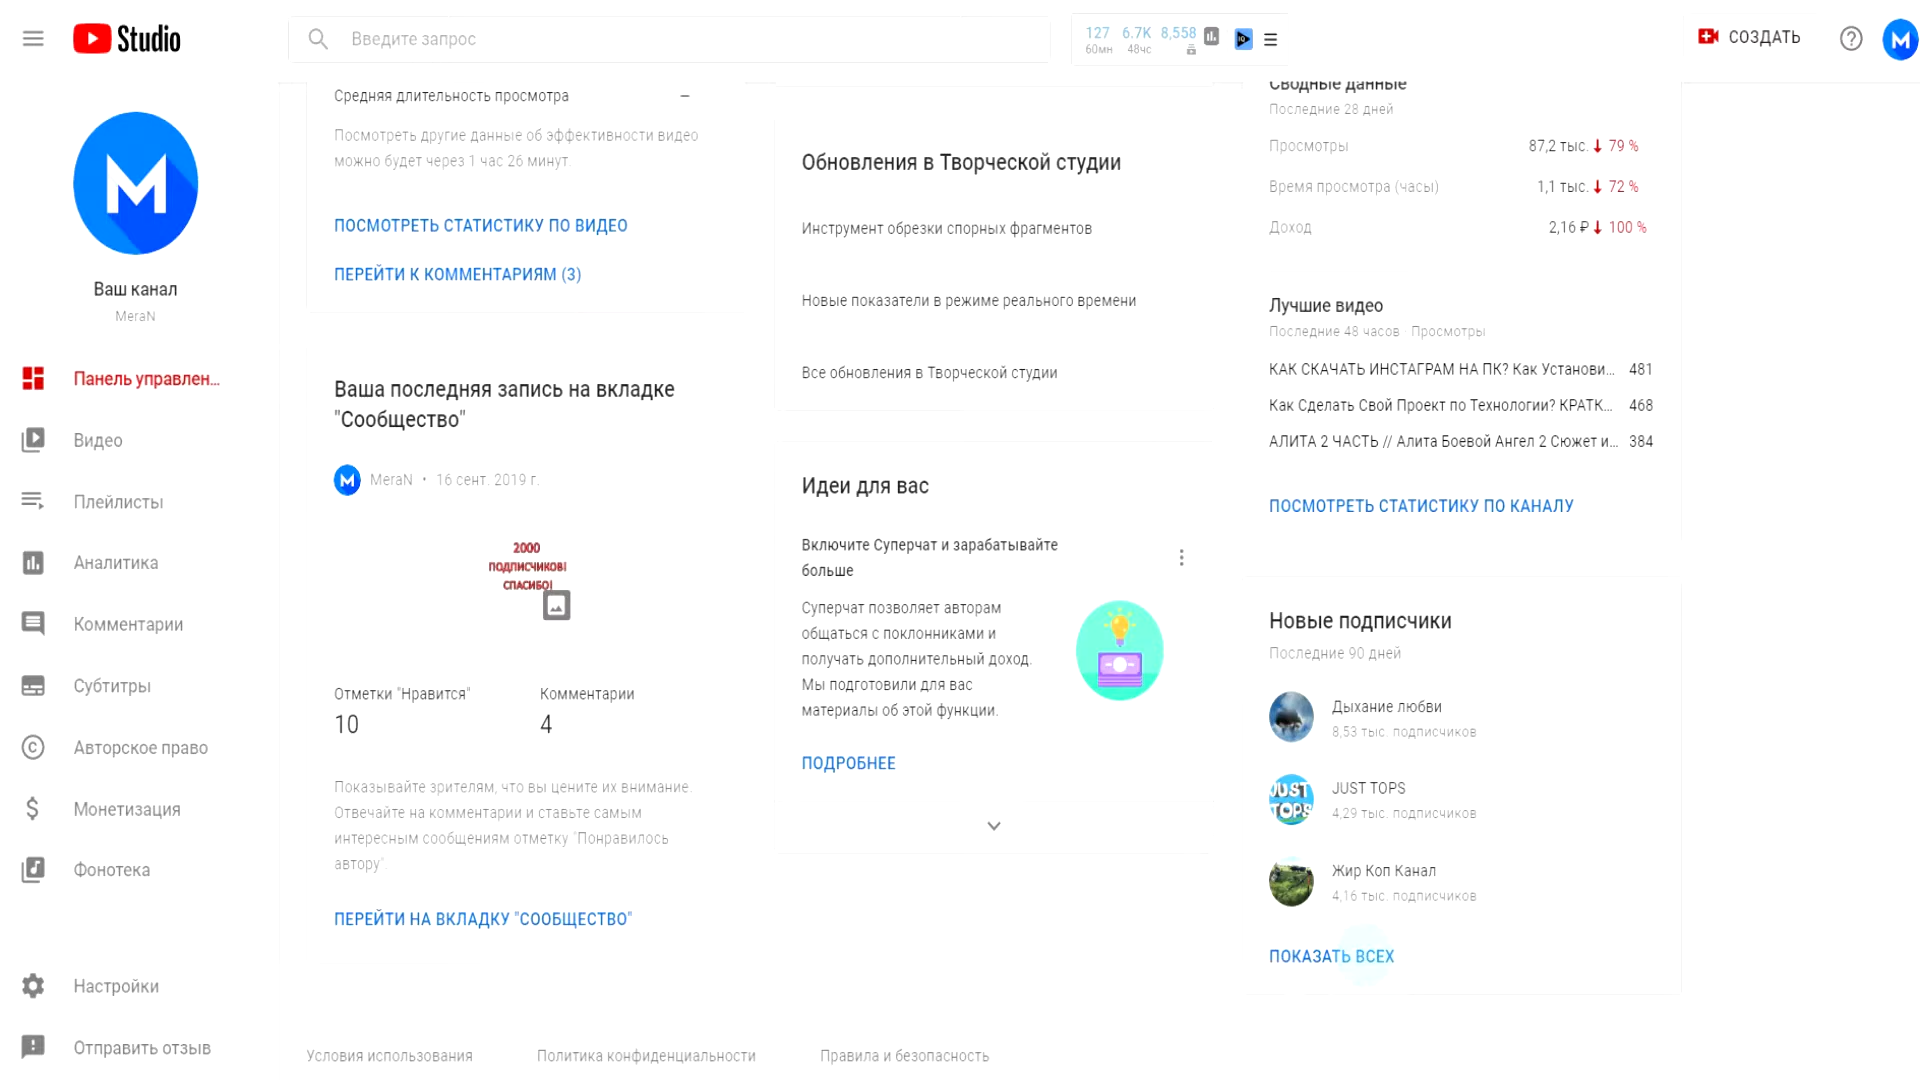 Studio
Введите запрос
127 6.7K 8,558
60мн 48чс
СОЗДАТЬ
Ваш канал
MeraN
Панель управлен...
Видео
Плейлисты
Аналитика
Комментарии
Субтитры
Авторское право
Монетизация
Фонотека
Настройки
Отправить отзыв
Средняя длительность просмотра –
Посмотреть другие данные об эффективности видео
можно будет через 1 час 26 минут.
ПОСМОТРЕТЬ СТАТИСТИКУ ПО ВИДЕО
ПЕРЕЙТИ К КОММЕНТАРИЯМ (3)
Ваша последняя запись на вкладке
"Сообщество"
MeraN • 16 сент. 2019 г.
2000
ПОДПИСЧИКОВ!
СПАСИБО!
Отметки "Нравится" Комментарии
10 4
Показывайте зрителям, что вы цените их внимание.
Отвечайте на комментарии и ставьте самым
интересным сообщениям отметку "Понравилось
автору".
ПЕРЕЙТИ НА ВКЛАДКУ "СООБЩЕСТВО"
Обновления в Творческой студии
Инструмент обрезки спорных фрагментов
Новые показатели в режиме реального времени
Все обновления в Творческой студии
Идеи для вас
Включите Суперчат и зарабатывайте
больше
Суперчат позволяет авторам
общаться с поклонниками и
получать дополнительный доход.
Мы подготовили для вас
материалы об этой функции.
ПОДРОБНЕЕ
Сводные данные
Последние 28 дней
Просмотры 87,2 тыс. 79 %
Время просмотра (часы) 1,1 тыс. 72 %
Доход 2,16 ₽ 100 %
Лучшие видео
Последние 48 часов · Просмотры
КАК СКАЧАТЬ ИНСТАГРАМ НА ПК? Как Установи... 481
Как Сделать Свой Проект по Технологии? КРАТК... 468
АЛИТА 2 ЧАСТЬ // Алита Боевой Ангел 2 Сюжет и... 384
ПОСМОТРЕТЬ СТАТИСТИКУ ПО КАНАЛУ
Новые подписчики
Последние 90 дней
Дыхание любви
8,53 тыс. подписчиков
JUST TOPS
JUST TOPS
4,29 тыс. подписчиков
Жир Коп Канал
4,16 тыс. подписчиков
ПОКАЗАТЬ ВСЕХ
Условия использования Политика конфиденциальности Правила и безопасность